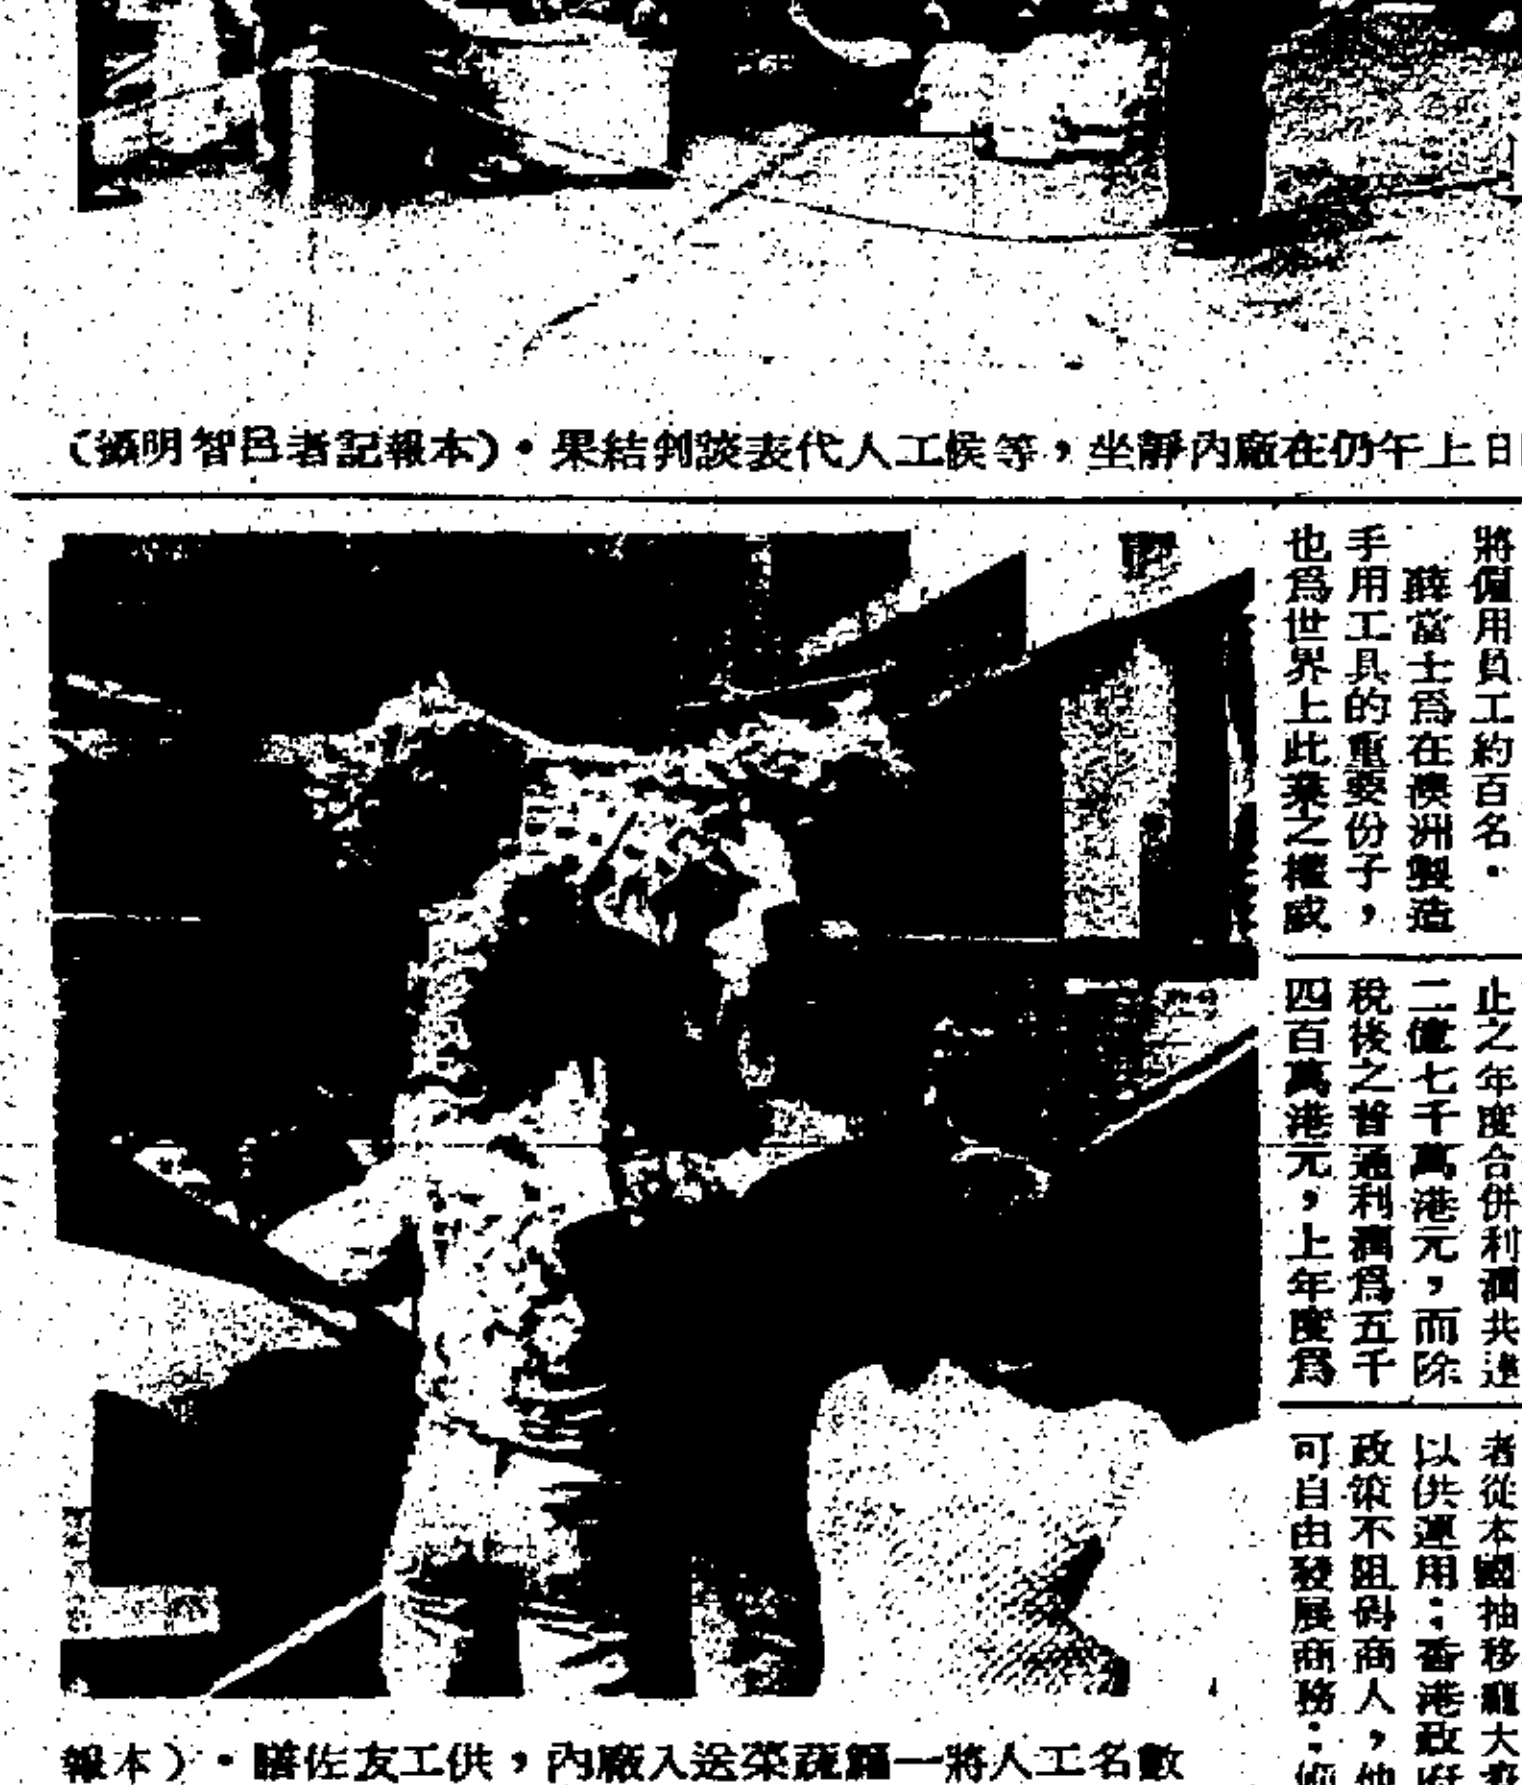 日上午仍在廠內靜坐，等侯工人代表談判結果。（本報記者呂智明攝）
將僱用員工約百名。
薛當士爲在澳洲製造
手用工具的重要份子，
也爲世界上此業之權威
止之年度合併利潤共達
二億七千萬港元，而除
稅後之普通利潤爲五千
四百萬港元，上年度爲
者從本國抽移龐大
以供運用；香港政府
政策不阻碍商人，他
可自由發展商務；
數名工人將一籮蔬菜送入廠內，供工友佐膳。（本報